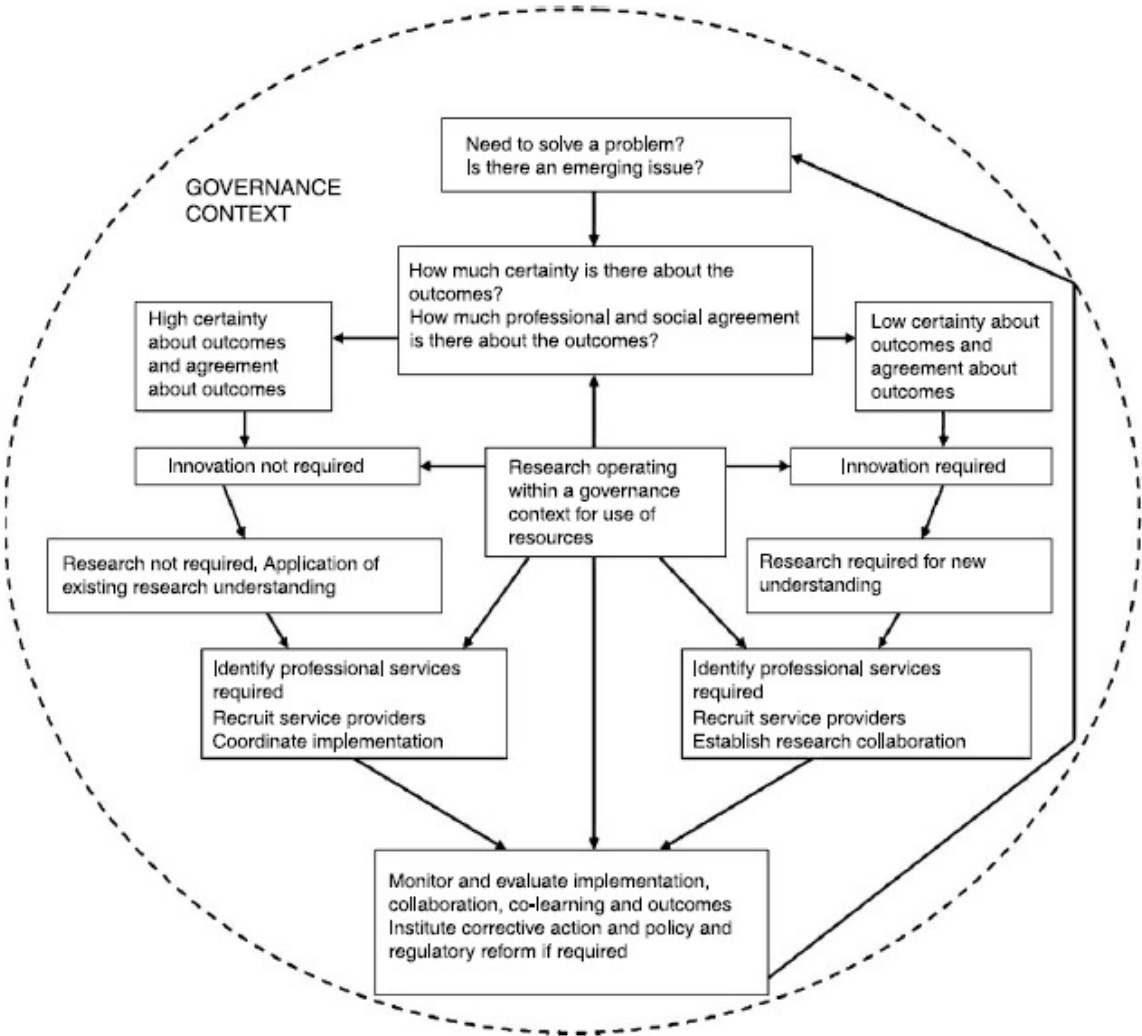 Need to solve a problem?
Is there an emerging issue?
GOVERNANCE
CONTEXT
How much certainty is there about the
outcomes?
How much professional and social agreement
is there about the outcomes?
High certainty
about outcomes
and agreement
about outcomes
Low certainty about
outcomes and
agreement about
outcomes
Innovation not required
Research operating
within a governance
context for use of
resources
Innovation required
Research not required, Application of
existing research understanding
Research required for new
understanding
Identify professional services
required
Recruit service providers
Coordinate implementation
Identify professional services
required
Recruit service providers
Establish research collaboration
Monitor and evaluate implementation,
collaboration, co-learning and outcomes
Institute corrective action and policy and
regulatory reform if required